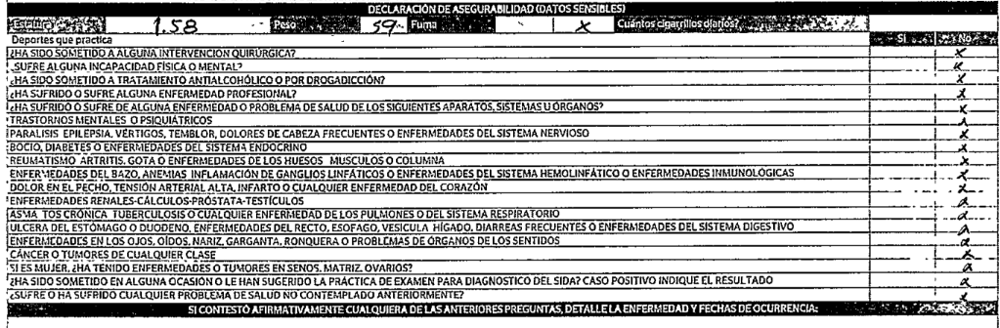 DECLARACIÓN DE ASEGURABILIDAD (DATOS SENSIBLES)
Estatura 1.58 Peso 59 Fuma x Cuántos cigarrillos diarios?
Deportes que practica SI No
¿HA SIDO SOMETIDO A ALGUNA INTERVENCIÓN QUIRÚRGICA? x
¿SUFRE ALGUNA INCAPACIDAD FÍSICA O MENTAL? x
¿HA SIDO SOMETIDO A TRATAMIENTO ANTIALCOHÓLICO O POR DROGADICCIÓN? x
¿HA SUFRIDO O SUFRE ALGUNA ENFERMEDAD PROFESIONAL? x
¿HA SUFRIDO O SUFRE DE ALGUNA ENFERMEDAD O PROBLEMA DE SALUD DE LOS SIGUIENTES APARATOS, SISTEMAS U ÓRGANOS? x
TRASTORNOS MENTALES O PSIQUIÁTRICOS x
PARALISIS EPILEPSIA, VÉRTIGOS, TEMBLOR, DOLORES DE CABEZA FRECUENTES O ENFERMEDADES DEL SISTEMA NERVIOSO x
BOCIO, DIABETES O ENFERMEDADES DEL SISTEMA ENDOCRINO x
REUMATISMO ARTRITIS, GOTA O ENFERMEDADES DE LOS HUESOS MUSCULOS O COLUMNA x
ENFERMEDADES DEL BAZO, ANEMIAS INFLAMACIÓN DE GANGLIOS LINFÁTICOS O ENFERMEDADES DEL SISTEMA HEMOLINFÁTICO O ENFERMEDADES INMUNOLÓGICAS x
DOLOR EN EL PECHO, TENSIÓN ARTERIAL ALTA, INFARTO O CUALQUIER ENFERMEDAD DEL CORAZÓN x
ENFERMEDADES RENALES-CÁLCULOS-PRÓSTATA-TESTÍCULOS x
ASMA TOS CRÓNICA TUBERCULOSIS O CUALQUIER ENFERMEDAD DE LOS PULMONES O DEL SISTEMA RESPIRATORIO x
ULCERA DEL ESTÓMAGO O DUODENO, ENFERMEDADES DEL RECTO, ESOFAGO, VESICULA HÍGADO, DIARREAS FRECUENTES O ENFERMEDADES DEL SISTEMA DIGESTIVO x
ENFERMEDADES EN LOS OJOS, OÍDOS, NARIZ, GARGANTA, RONQUERA O PROBLEMAS DE ÓRGANOS DE LOS SENTIDOS x
CÁNCER O TUMORES DE CUALQUIER CLASE x
SI ES MUJER, ¿HA TENIDO ENFERMEDADES O TUMORES EN SENOS, MATRIZ, OVARIOS? x
¿HA SIDO SOMETIDO EN ALGUNA OCASIÓN O LE HAN SUGERIDO LA PRÁCTICA DE EXAMEN PARA DIAGNOSTICO DEL SIDA? CASO POSITIVO INDIQUE EL RESULTADO x
¿SUFRE O HA SUFRIDO CUALQUIER PROBLEMA DE SALUD NO CONTEMPLADO ANTERIORMENTE? x
SI CONTESTÓ AFIRMATIVAMENTE CUALQUIERA DE LAS ANTERIORES PREGUNTAS, DETALLE LA ENFERMEDAD Y FECHAS DE OCURRENCIA: